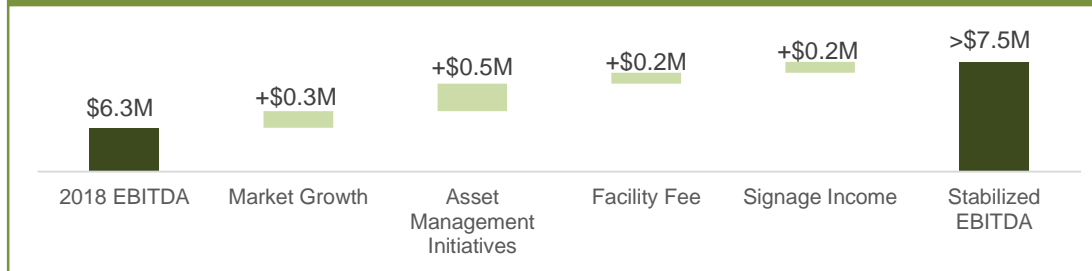 $6.3M
+$0.3M
+$0.5M
+$0.2M
+$0.2M
>$7.5M
2018 EBITDA
Market Growth
Asset
Management
Initiatives
Facility Fee
Signage Income
Stabilized
EBITDA